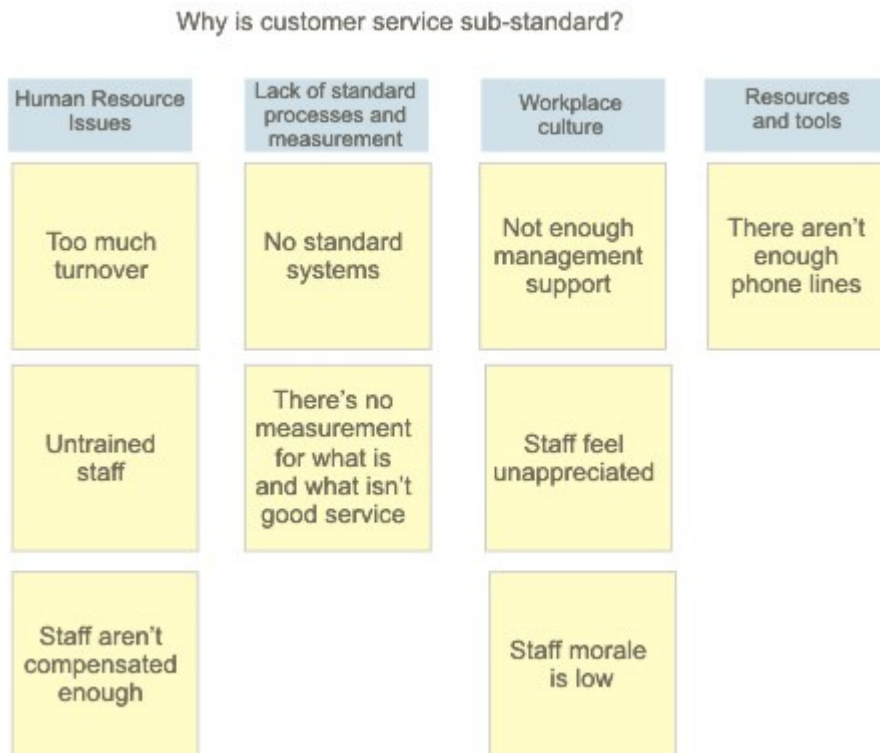 Why is customer service sub-standard?
Human Resource
Issues
Lack of standard
processes and
measurement
Workplace
culture
Resources
and tools
Too much
turnover
No standard
systems
Not enough
management
support
There aren't
enough
phone lines
Untrained
staff
There's no
measurement
for what is
and what isn't
good service
Staff feel
unappreciated
Staff aren't
compensated
enough
Staff morale
is low